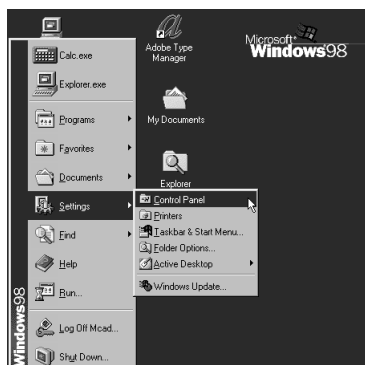 Adobe Type
Manager
Microsoft
Windows98
My Documents
Explorer
Calc.exe
Explorer.exe
Programs
Favorites
Documents
Settings
Find
Help
Run...
Log Off Mcad...
Shut Down...
Windows98
Control Panel
Printers
Taskbar & Start Menu...
Folder Options...
Active Desktop
Windows Update...